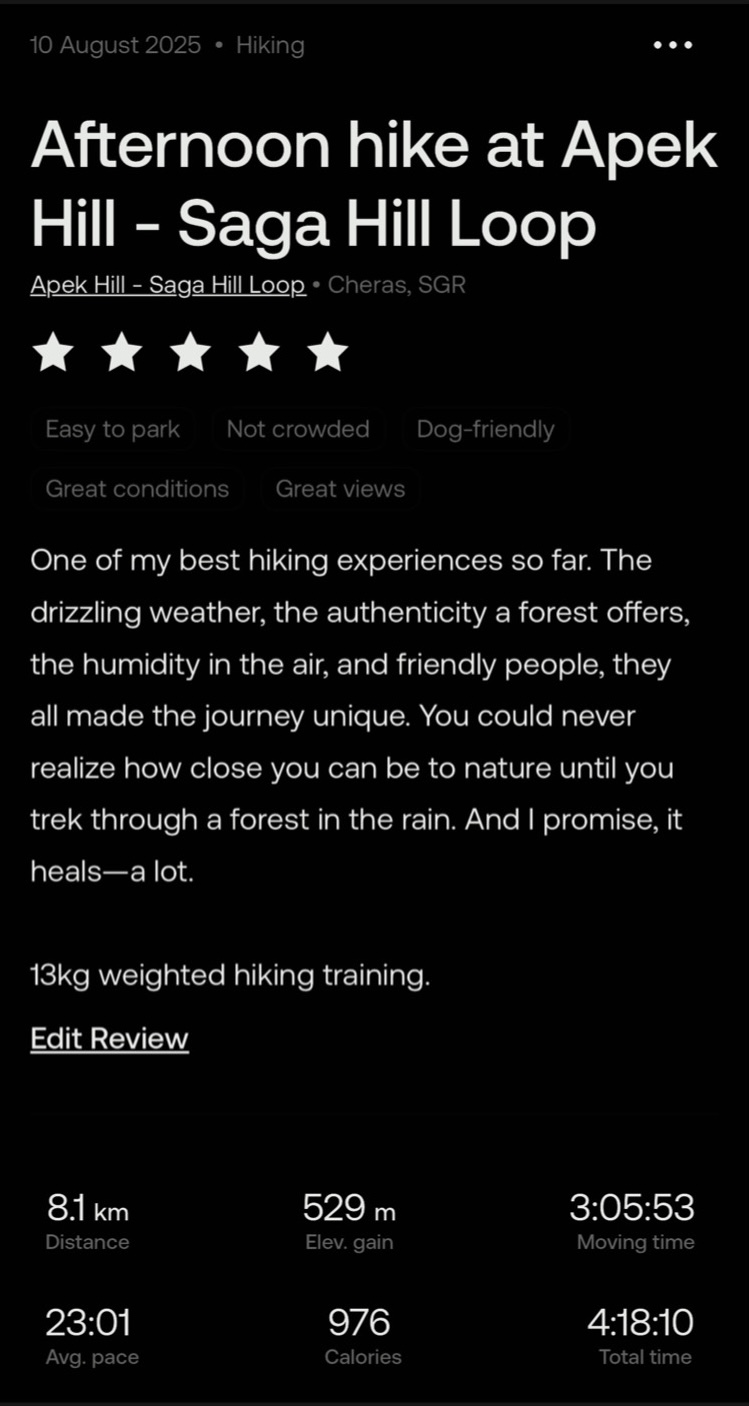 10 August 2025 • Hiking
Afternoon hike at Apek
Hill - Saga Hill Loop
Apek Hill - Saga Hill Loop • Cheras, SGR
Easy to park Not crowded Dog-friendly
Great conditions Great views
One of my best hiking experiences so far. The
drizzling weather, the authenticity a forest offers,
the humidity in the air, and friendly people, they
all made the journey unique. You could never
realize how close you can be to nature until you
trek through a forest in the rain. And I promise, it
heals—a lot.
13kg weighted hiking training.
Edit Review
8.1 km 529 m 3:05:53
Distance Elev. gain Moving time
23:01 976 4:18:10
Avg. pace Calories Total time